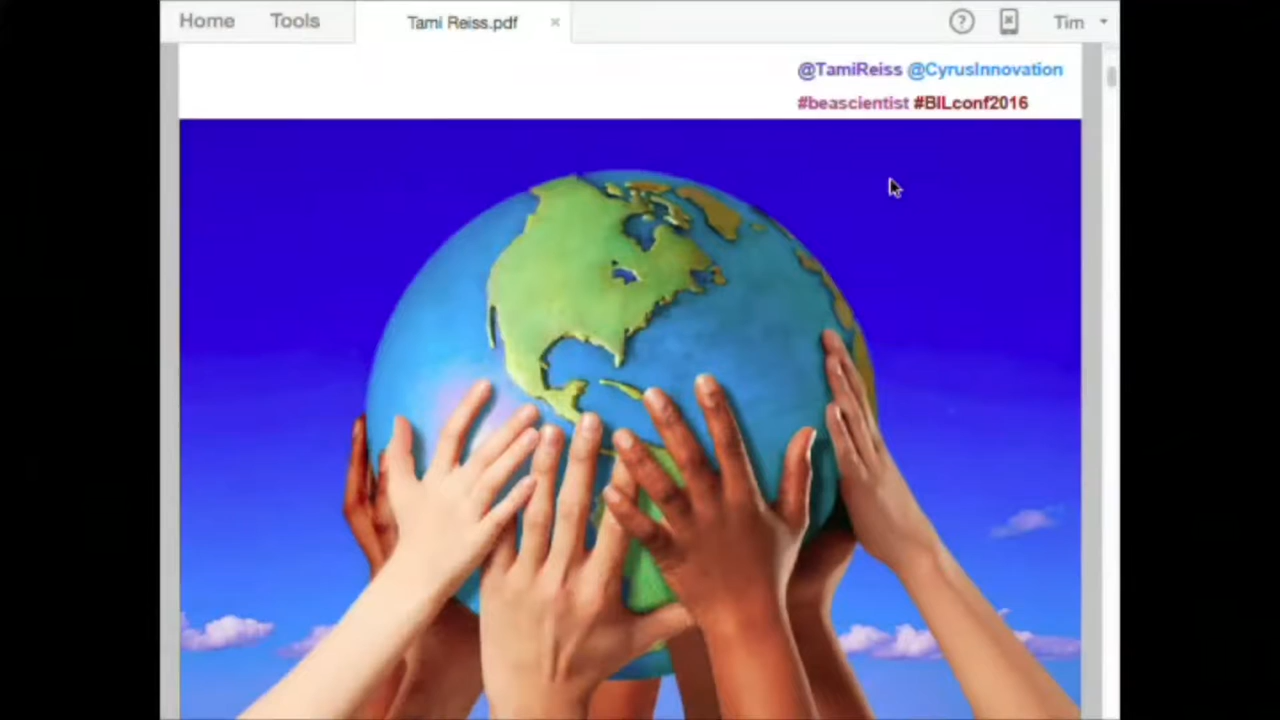 Home Tools Tami Reiss.pdf × ? Tim
@TamiReiss @CyrusInnovation
#beascientist #BILconf2016